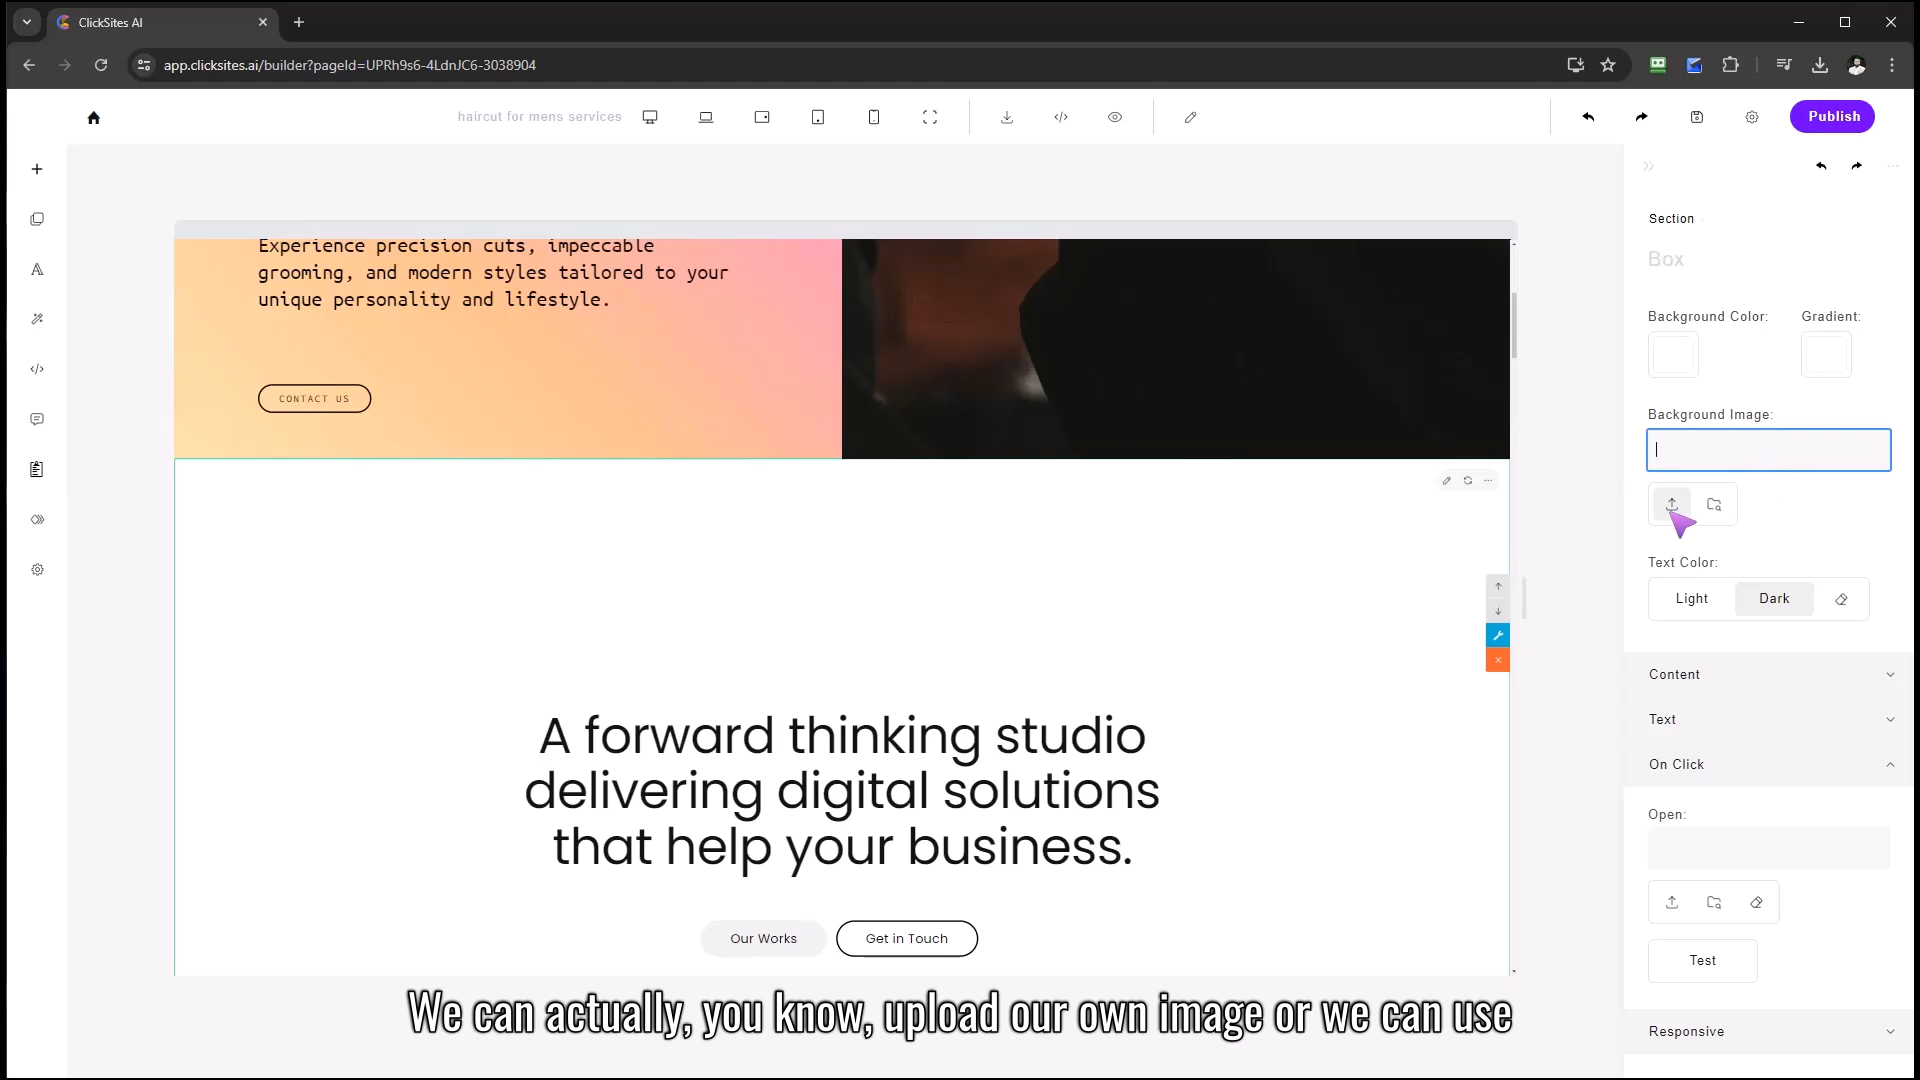 ClickSites AI
app.clicksites.ai/builder?pageId=UPRh9s6-4LdnJC6-3038904
haircut for mens services
Publish
Section
Box
Background Color:
Gradient:
Background Image:
Text Color:
Light
Dark
Content
Text
On Click
Open:
Test
Responsive
Experience precision cuts, impeccable
grooming, and modern styles tailored to your
unique personality and lifestyle.
CONTACT US
A forward thinking studio
delivering digital solutions
that help your business.
Our Works
Get in Touch
We can actually, you know, upload our own image or we can use